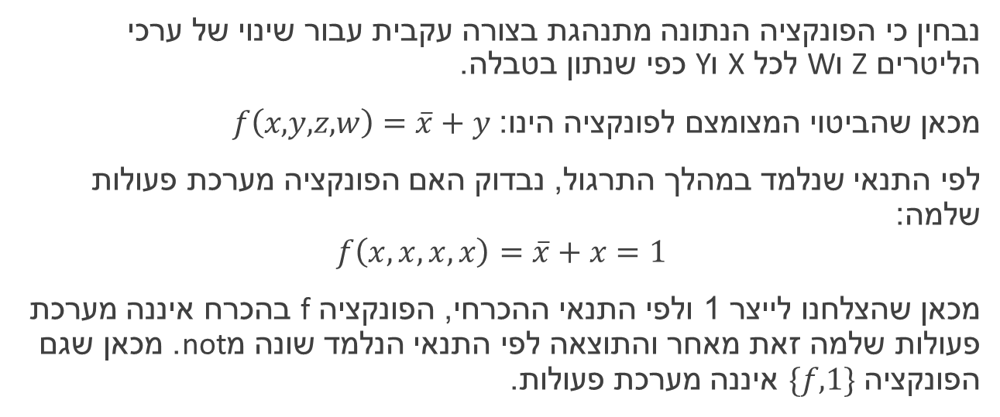 נבחין כי הפונקציה הנתונה מתנהגת בצורה עקבית עבור שינוי של ערכי
הליטרים Z וW לכל X וY כפי שנתון בטבלה.
מכאן שהביטוי המצומצם לפונקציה הינו: f(x,y,z,w) = x̄ + y
לפי התנאי שנלמד במהלך התרגול, נבדוק האם הפונקציה מערכת פעולות
שלמה:
f(x,x,x,x) = x̄ + x = 1
מכאן שהצלחנו לייצר 1 ולפי התנאי ההכרחי, הפונקציה f בהכרח איננה מערכת
פעולות שלמה זאת מאחר והתוצאה לפי התנאי הנלמד שונה מnot. מכאן שגם
הפונקציה {f,1} איננה מערכת פעולות.